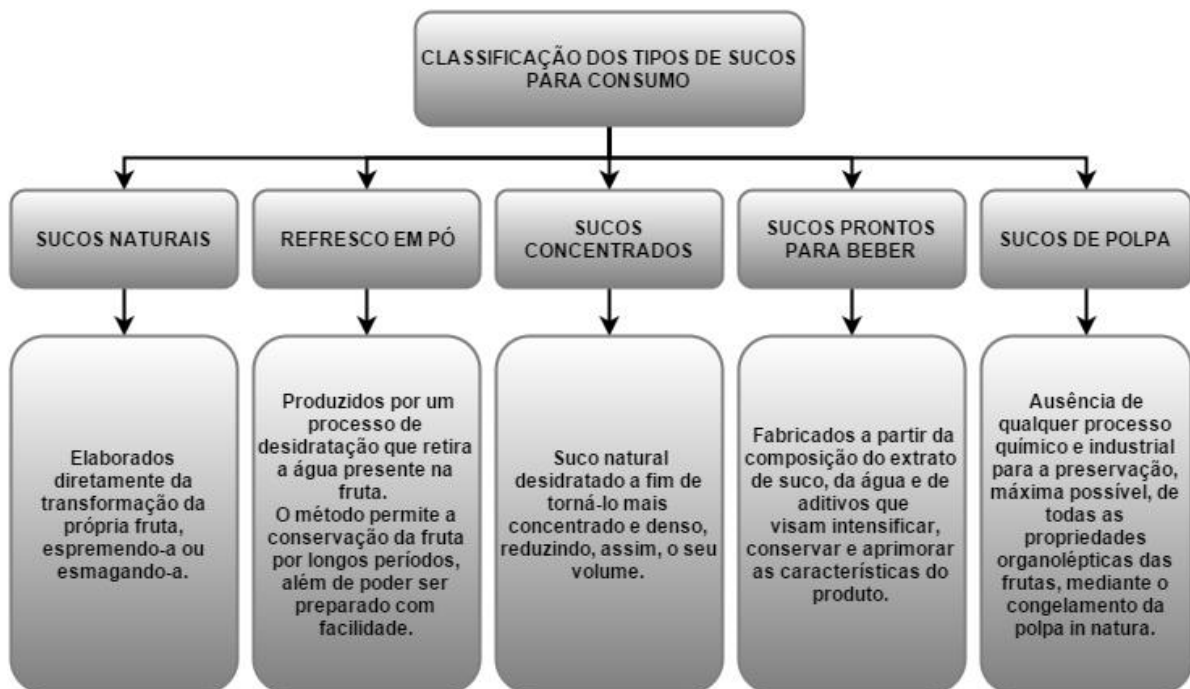 CLASSIFICAÇÃO DOS TIPOS DE SUCOS
PARA CONSUMO
SUCOS NATURAIS
REFRESCO EM PÓ
SUCOS
CONCENTRADOS
SUCOS PRONTOS
PARA BEBER
SUCOS DE POLPA
Elaborados
diretamente da
transformação da
própria fruta,
espremendo-a ou
esmagando-a.
Produzidos por um
processo de
desidratação que retira
a água presente na
fruta.
O método permite a
conservação da fruta
por longos períodos,
além de poder ser
preparado com
facilidade.
Suco natural
desidratado a fim de
torná-lo mais
concentrado e denso,
reduzindo, assim, o seu
volume.
Fabricados a partir da
composição do extrato
de suco, da água e de
aditivos que
visam intensificar,
conservar e aprimorar
as características do
produto.
Ausência de
qualquer processo
químico e industrial
para a preservação,
máxima possível, de
todas as
propriedades
organolépticas das
frutas, mediante o
congelamento da
polpa in natura.